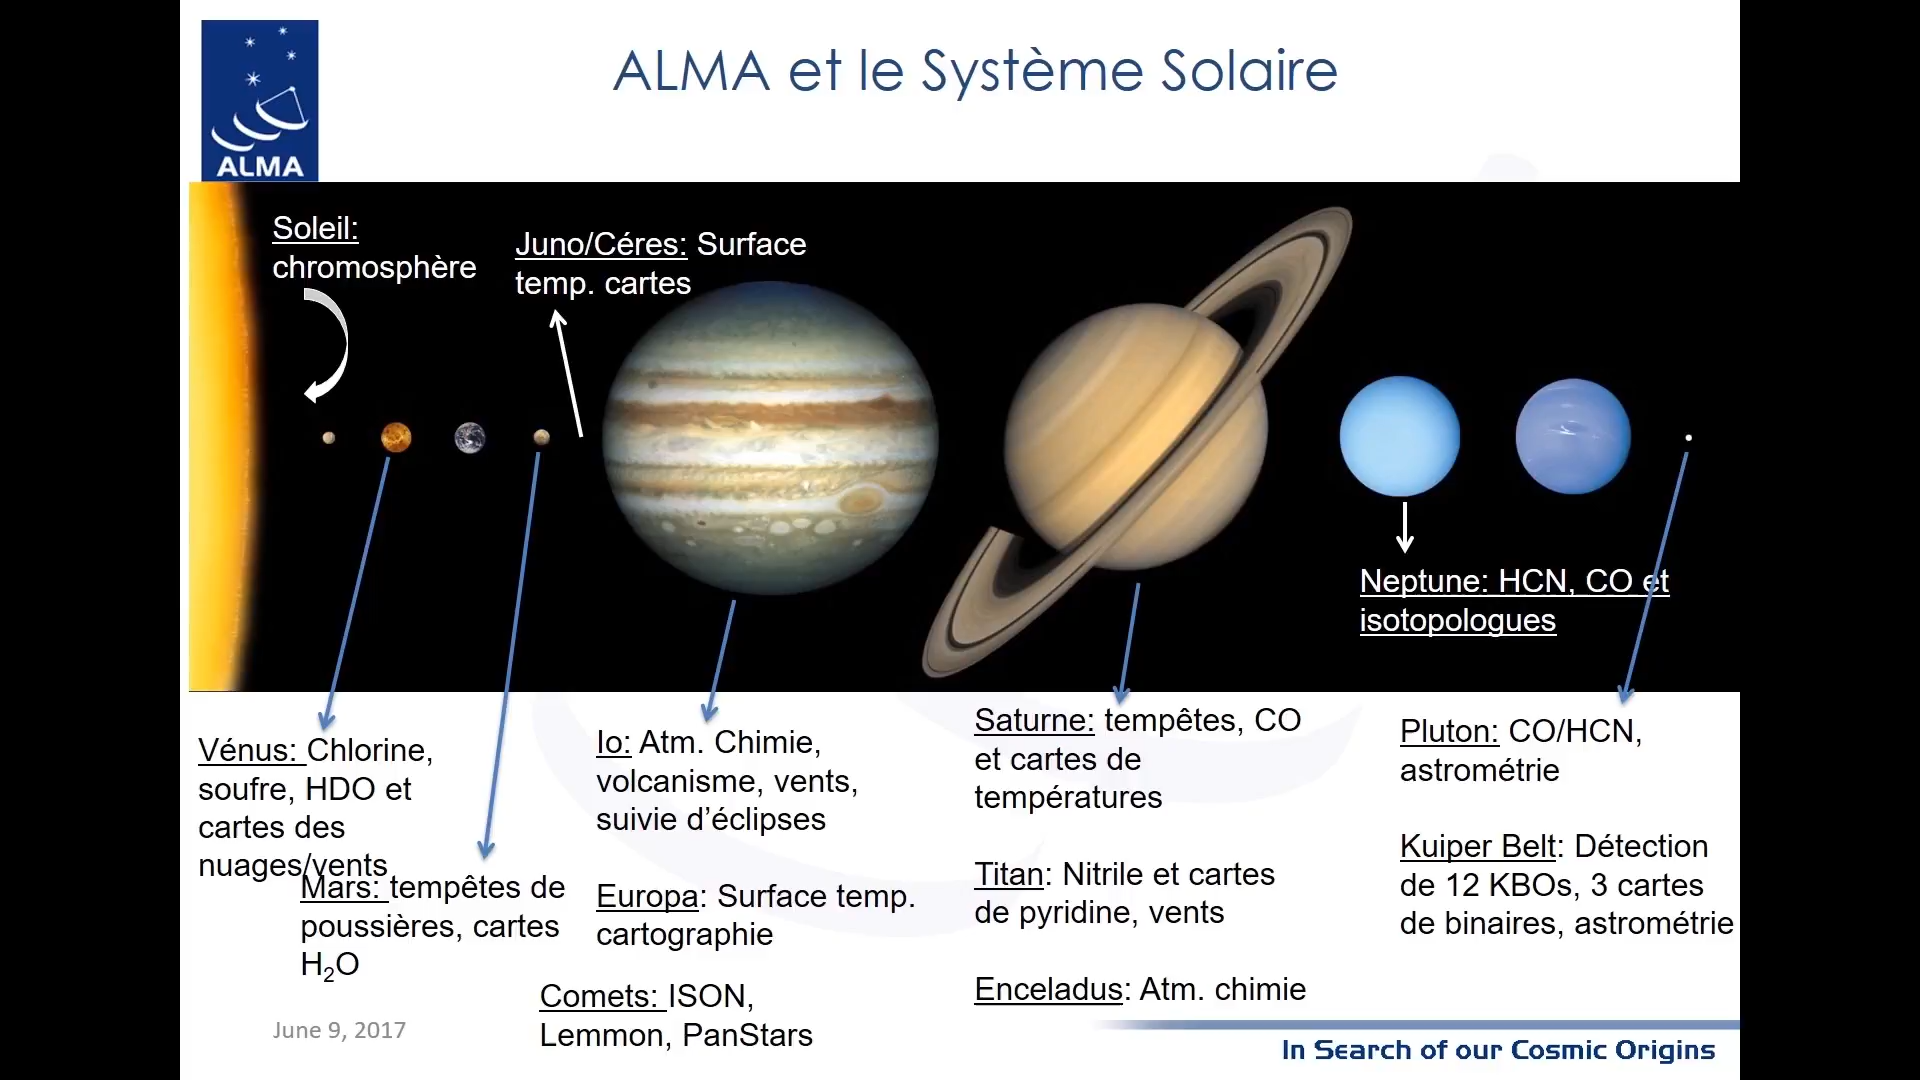 ALMA et le Système Solaire
ALMA
Soleil:
chromosphère
Juno/Céres: Surface
temp. cartes
Neptune: HCN, CO et
isotopologues
Vénus: Chlorine,
soufre, HDO et
cartes des
nuages/vents
Mars: tempêtes de
poussières, cartes
H₂O
Io: Atm. Chimie,
volcanisme, vents,
suivie d’éclipses
Europa: Surface temp.
cartographie
Comets: ISON,
Lemmon, PanStars
Saturne: tempêtes, CO
et cartes de
températures
Titan: Nitrile et cartes
de pyridine, vents
Enceladus: Atm. chimie
Pluton: CO/HCN,
astrométrie
Kuiper Belt: Détection
de 12 KBOs, 3 cartes
de binaires, astrométrie
June 9, 2017
In Search of our Cosmic Origins